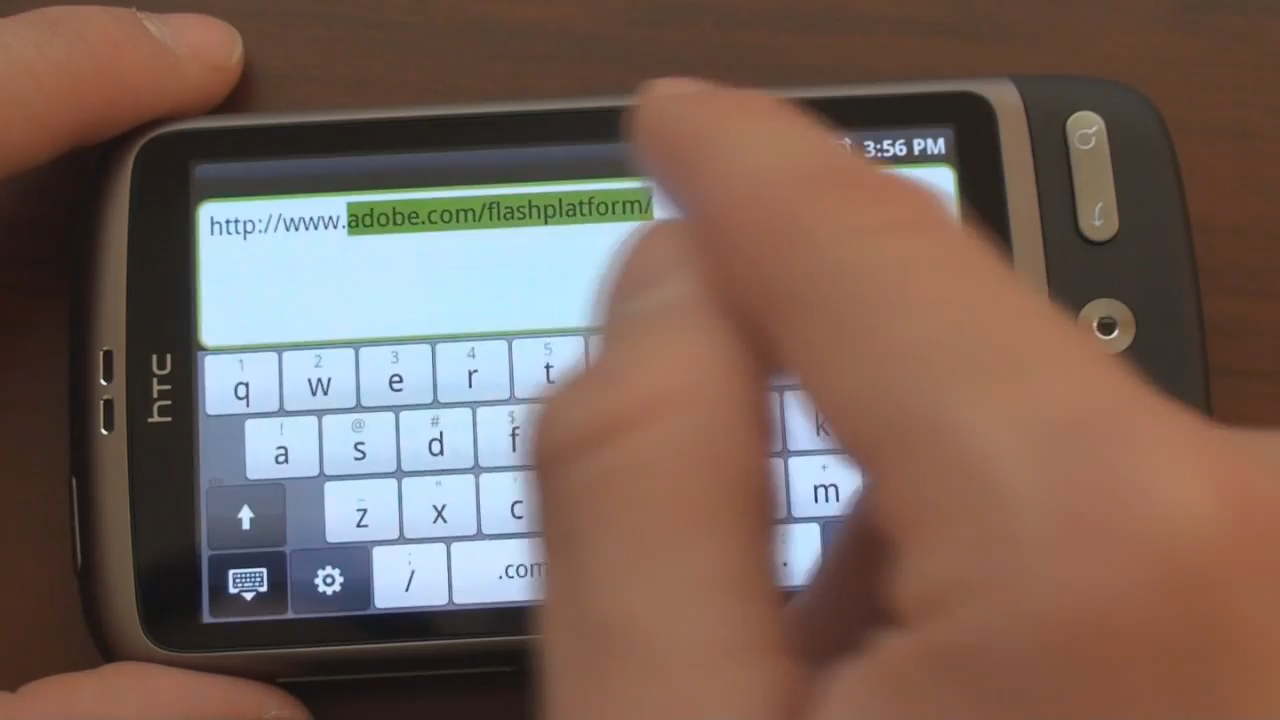 3:56 PM
http://www.adobe.com/flashplatform/
hTC
1 2 3 4 5
q w e r t
! @ # $
a s d f k
" +
z x c m
/ .com .